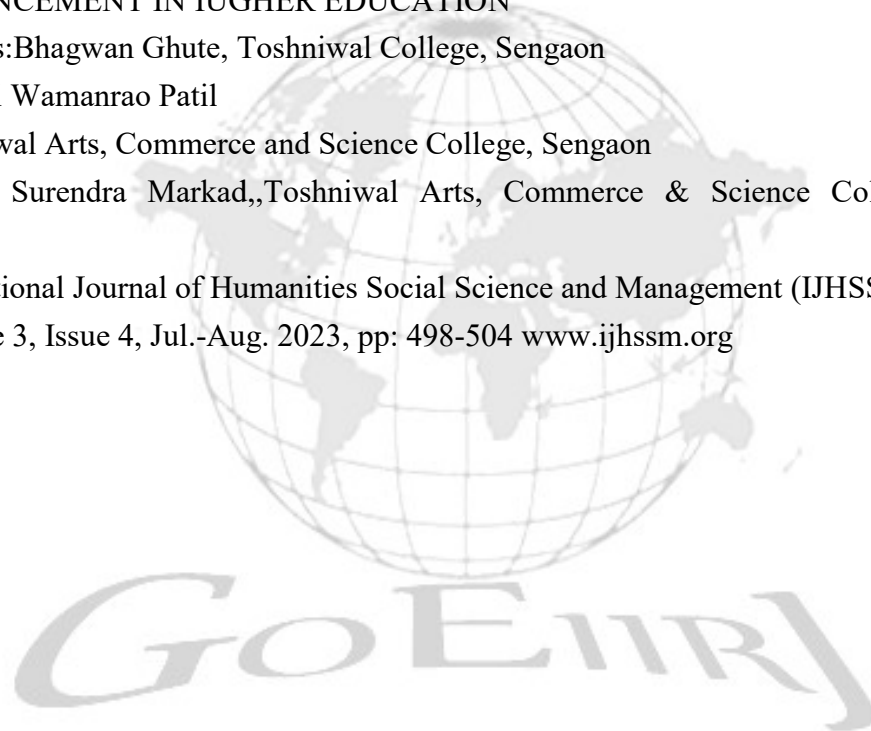 NCEMENT IN IUGHER EDUCATION
s:Bhagwan Ghute, Toshniwal College, Sengaon
Wamanrao Patil
wal Arts, Commerce and Science College, Sengaon
Surendra Markad,,Toshniwal Arts, Commerce & Science Col
tional Journal of Humanities Social Science and Management (IJHSS
e 3, Issue 4, Jul.-Aug. 2023, pp: 498-504 www.ijhssm.org
GOEIIRJ